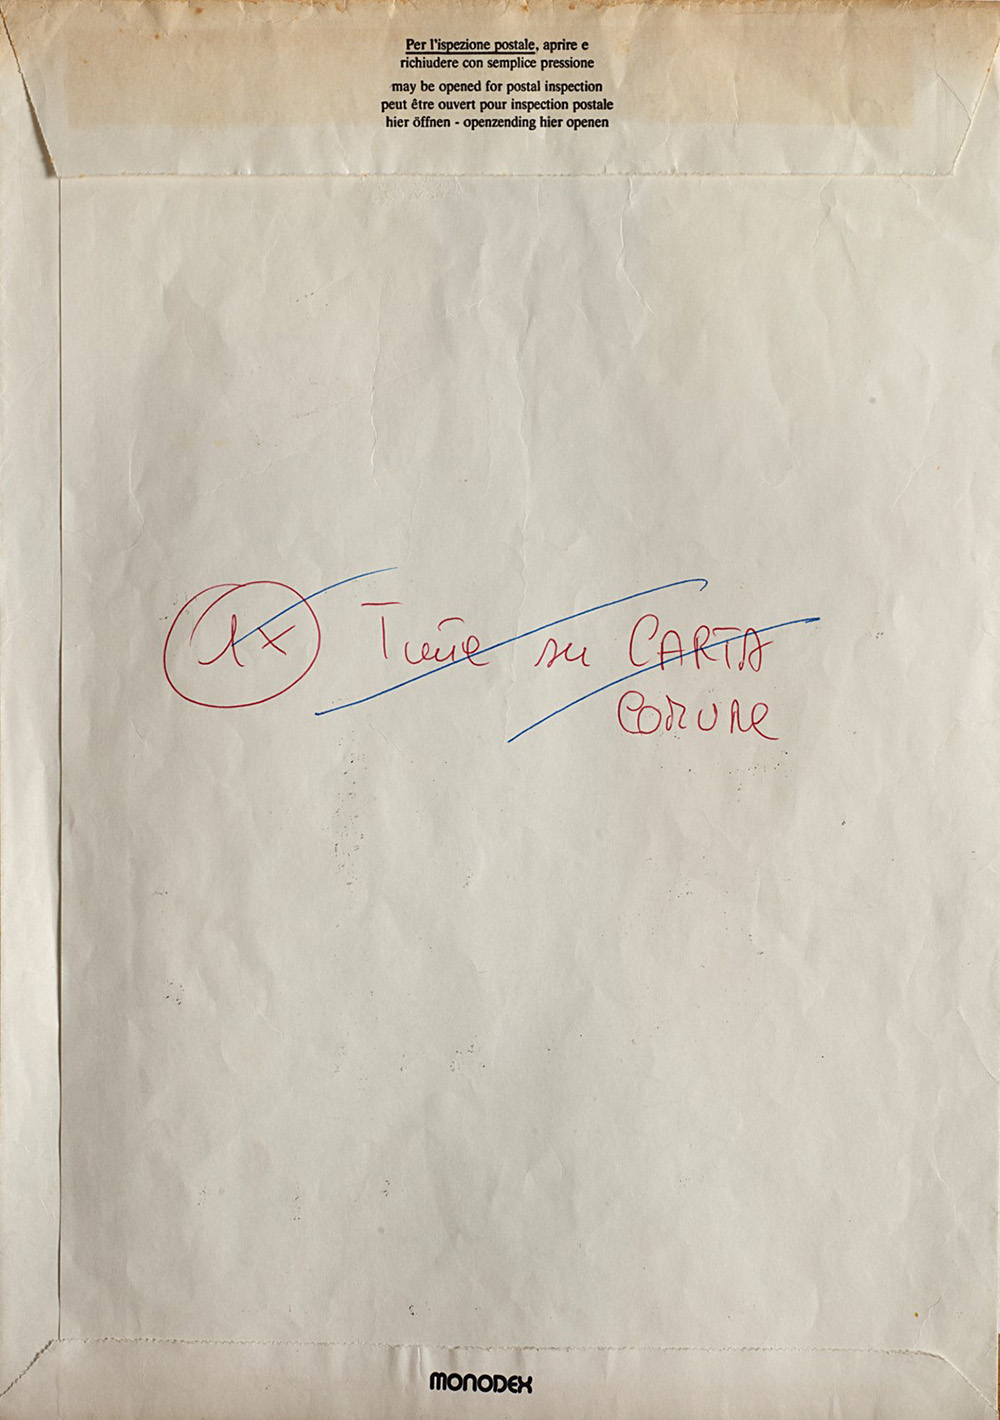 Per l'ispezione postale, aprire e
richiudere con semplice pressione
may be opened for postal inspection
peut être ouvert pour inspection postale
hier öffnen - openzending hier openen
1x Tutte su CARTA
COMUNE
MONODEX